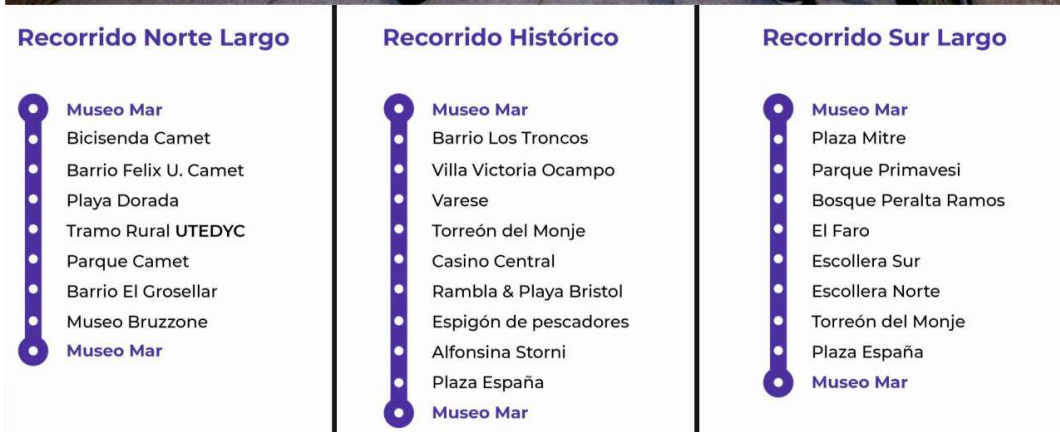 Recorrido Norte Largo
Museo Mar
Bicisenda Camet
Barrio Felix U. Camet
Playa Dorada
Tramo Rural UTEDYC
Parque Camet
Barrio El Grosellar
Museo Bruzzone
Museo Mar
Recorrido Histórico
Museo Mar
Barrio Los Troncos
Villa Victoria Ocampo
Varese
Torreón del Monje
Casino Central
Rambla & Playa Bristol
Espigón de pescadores
Alfonsina Storni
Plaza España
Museo Mar
Recorrido Sur Largo
Museo Mar
Plaza Mitre
Parque Primavesi
Bosque Peralta Ramos
El Faro
Escollera Sur
Escollera Norte
Torreón del Monje
Plaza España
Museo Mar